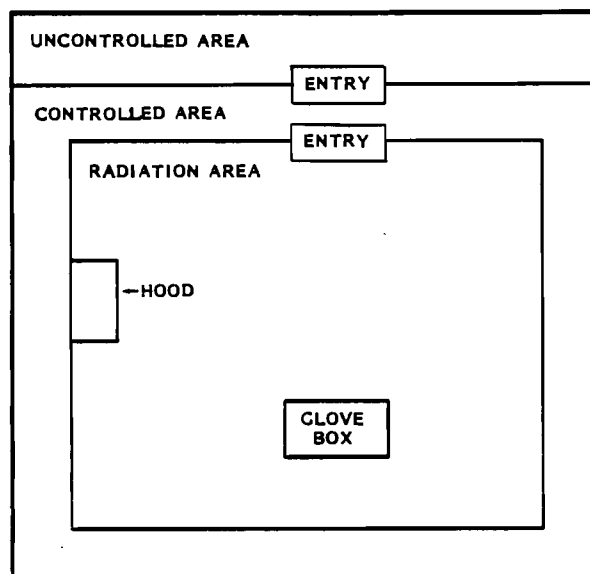 UNCONTROLLED AREA
ENTRY
CONTROLLED AREA
ENTRY
RADIATION AREA
HOOD
GLOVE
BOX